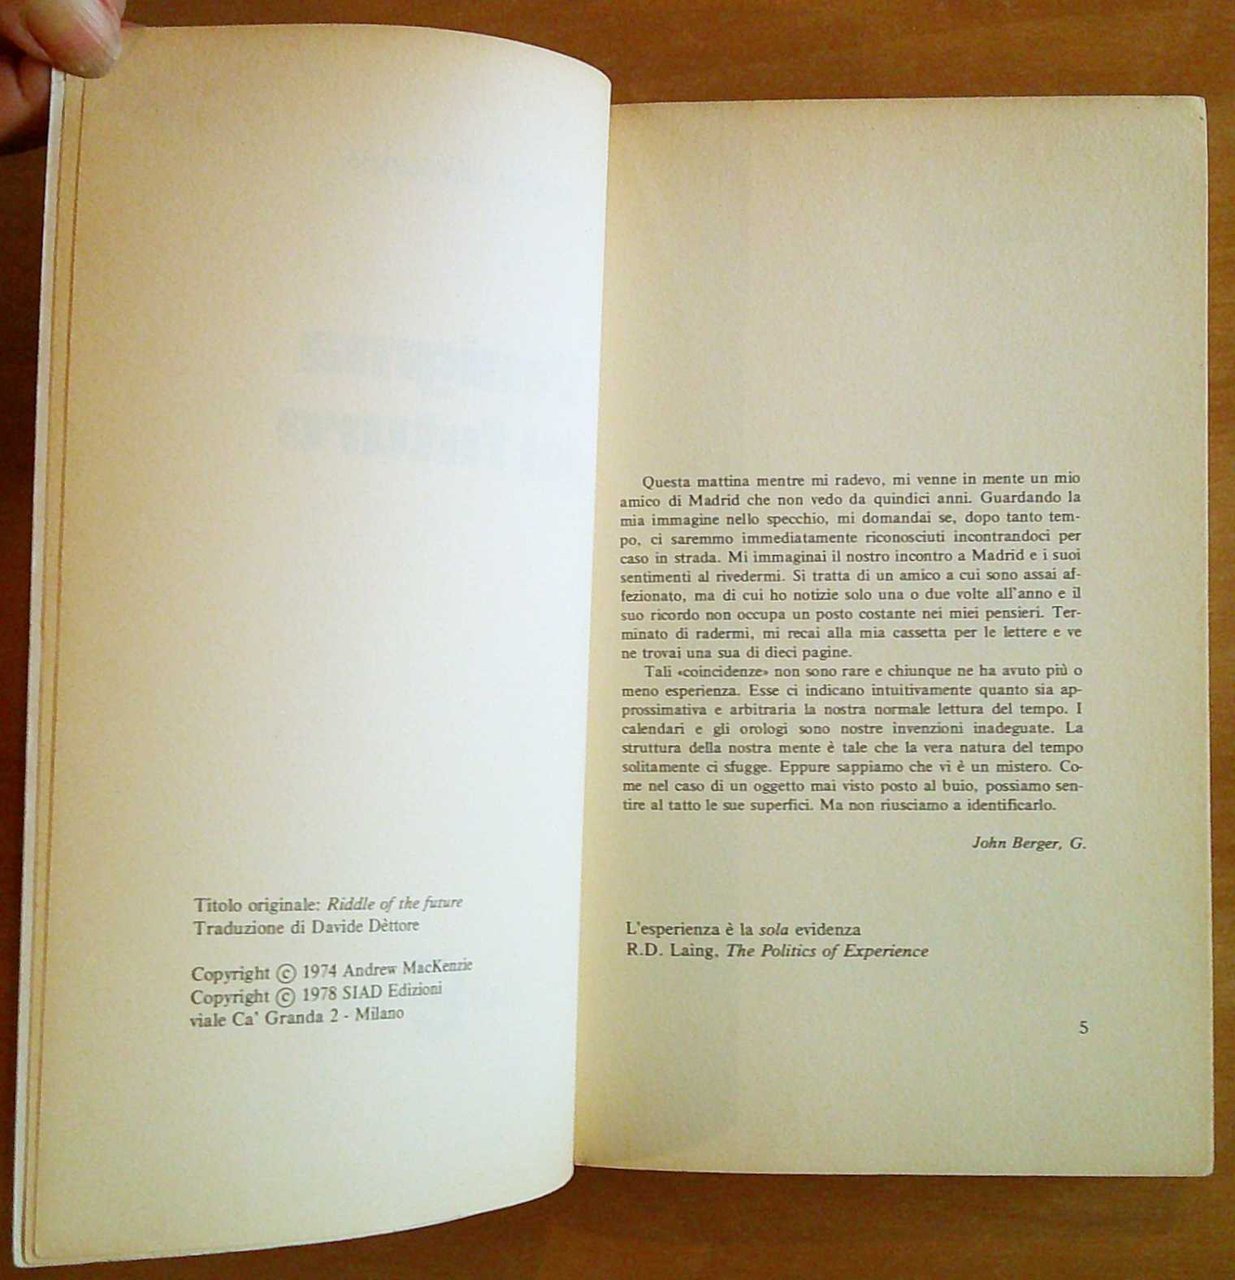 Titolo originale: Riddle of the future
Traduzione di Davide Dèttore
Copyright © 1974 Andrew MacKenzie
Copyright © 1978 SIAD Edizioni
viale Ca' Granda 2 - Milano
Questa mattina mentre mi radevo, mi venne in mente un mio
amico di Madrid che non vedo da quindici anni. Guardando la
mia immagine nello specchio, mi domandai se, dopo tanto tem-
po, ci saremmo immediatamente riconosciuti incontrandoci per
caso in strada. Mi immaginai il nostro incontro a Madrid e i suoi
sentimenti al rivedermi. Si tratta di un amico a cui sono assai af-
fezionato, ma di cui ho notizie solo una o due volte all'anno e il
suo ricordo non occupa un posto costante nei miei pensieri. Ter-
minato di radermi, mi recai alla mia cassetta per le lettere e ve
ne trovai una sua di dieci pagine.
Tali «coincidenze» non sono rare e chiunque ne ha avuto più o
meno esperienza. Esse ci indicano intuitivamente quanto sia ap-
prossimativa e arbitraria la nostra normale lettura del tempo. I
calendari e gli orologi sono nostre invenzioni inadeguate. La
struttura della nostra mente è tale che la vera natura del tempo
solitamente ci sfugge. Eppure sappiamo che vi è un mistero. Co-
me nel caso di un oggetto mai visto posto al buio, possiamo sen-
tire al tatto le sue superfici. Ma non riusciamo a identificarlo.
John Berger, G.
L'esperienza è la sola evidenza
R.D. Laing, The Politics of Experience
5